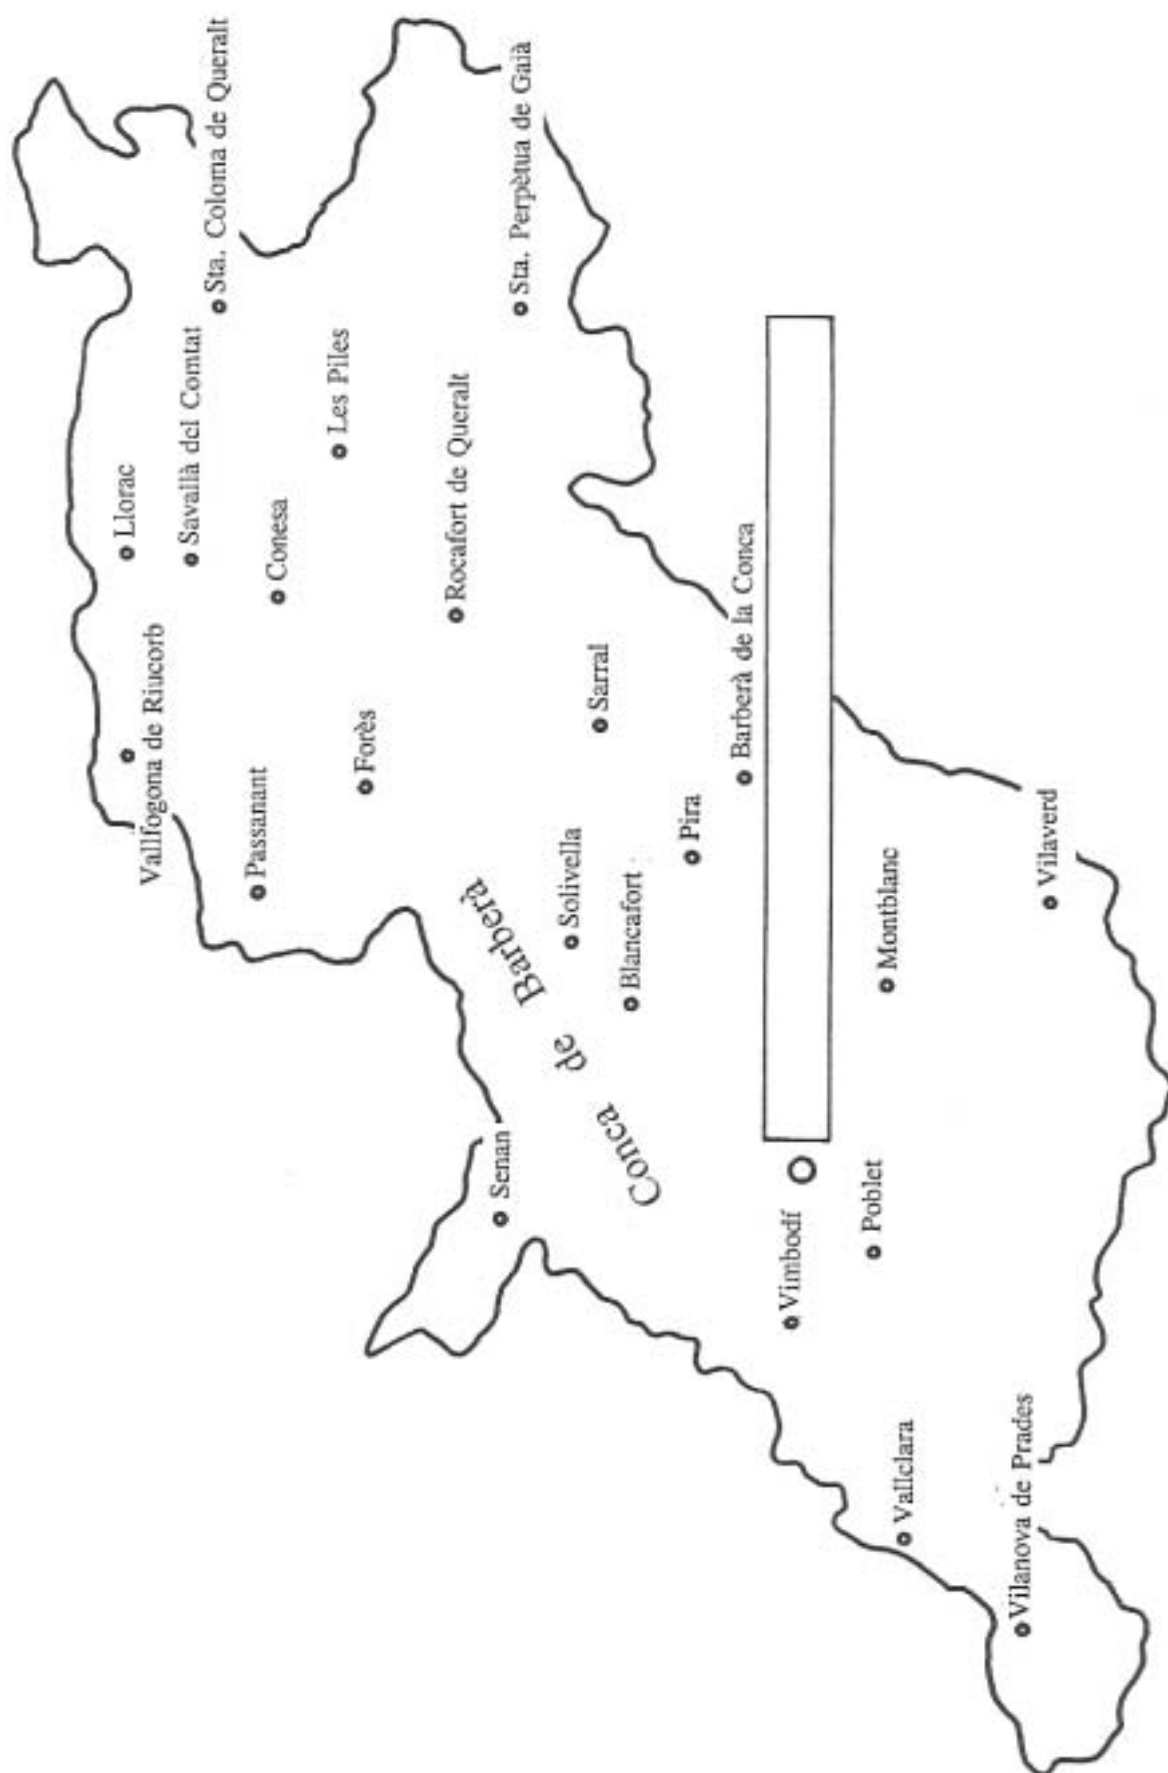 Vallfogona de Riucorb
Llorac
Savallà del Comtat
Sta. Coloma de Queralt
Passanant
Conesa
Les Piles
Forès
Rocafort de Queralt
Sta. Perpètua de Gaià
Senan
Conca de Barberà
Solivella
Sarral
Blancafort
Pira
Barberà de la Conca
Vimbodí
Poblet
Montblanc
Vallclara
Vilanova de Prades
Vilaverd